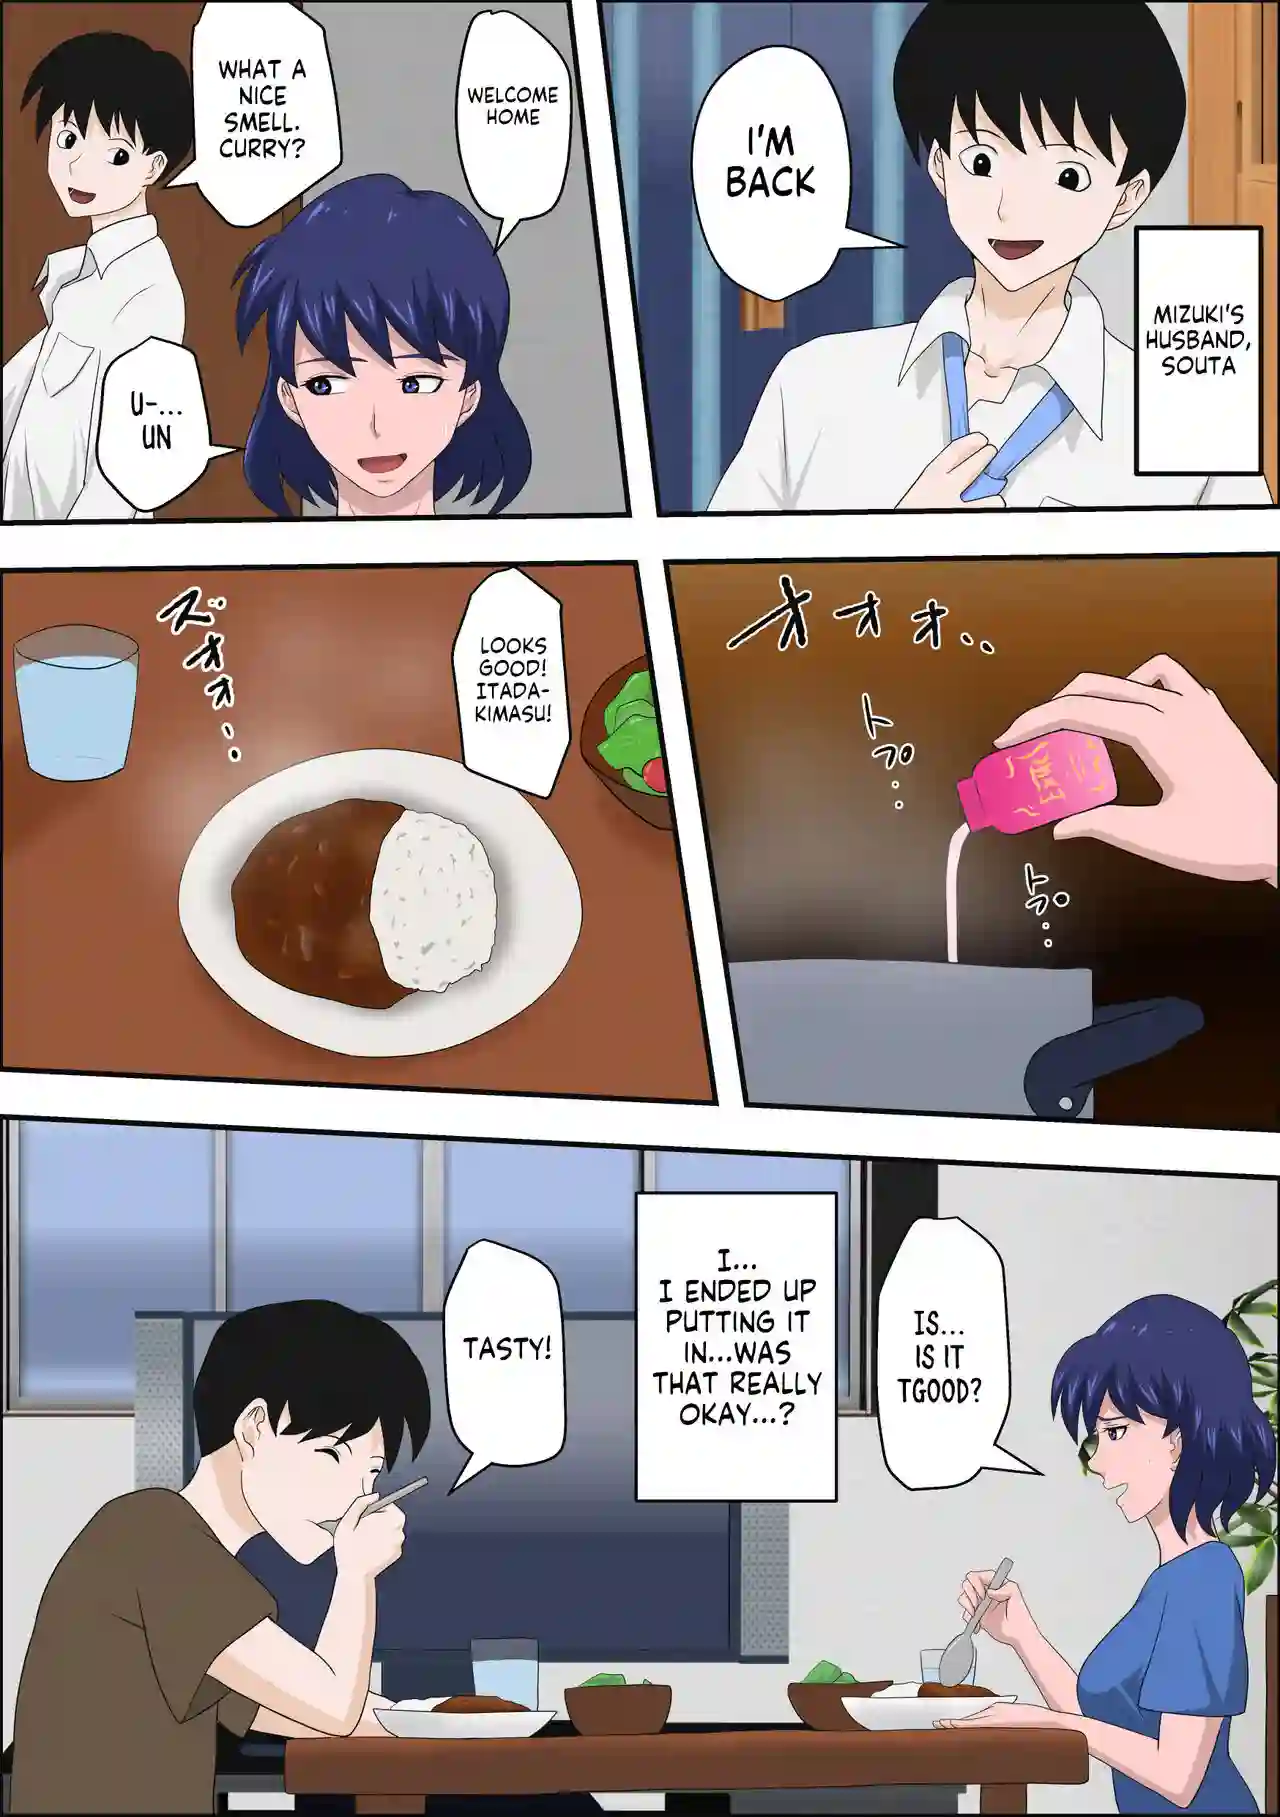 I'M
BACK
MIZUKI'S
HUSBAND,
SOUTA
WELCOME
HOME
WHAT A
NICE
SMELL.
CURRY?
U-...
UN
オオオ..
トプ...
トプ...
LOOKS
GOOD!
ITADA-
KIMASU!
ズオォ...
IS...
IS IT
TGOOD?
I...
I ENDED UP
PUTTING IT
IN...WAS
THAT REALLY
OKAY...?
TASTY!